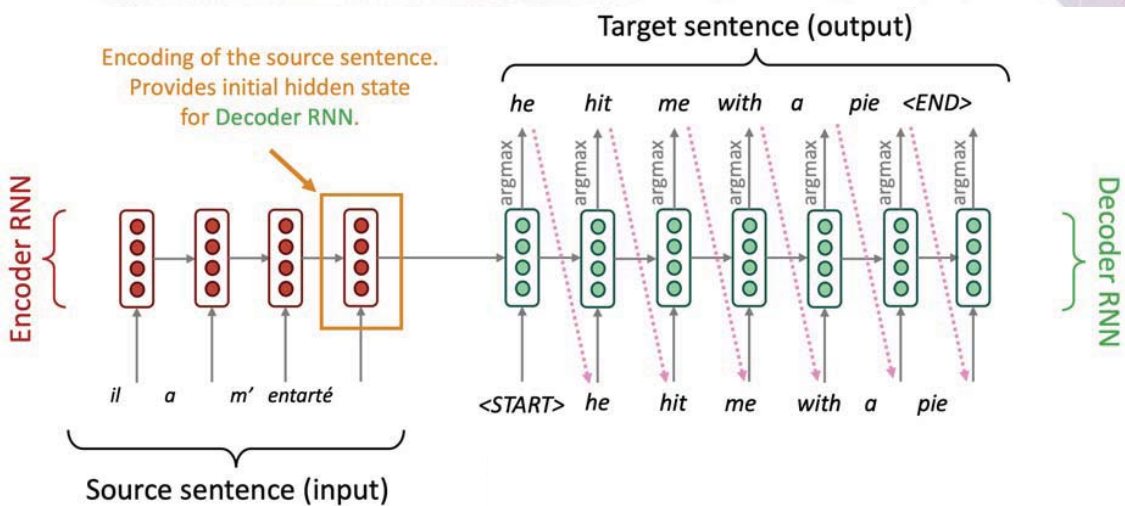 Target sentence (output)
Encoding of the source sentence.
Provides initial hidden state
for Decoder RNN.
he hit me with a pie <END>
argmax argmax argmax argmax argmax argmax argmax
Encoder RNN
Decoder RNN
il a m' entarté
<START> he hit me with a pie
Source sentence (input)